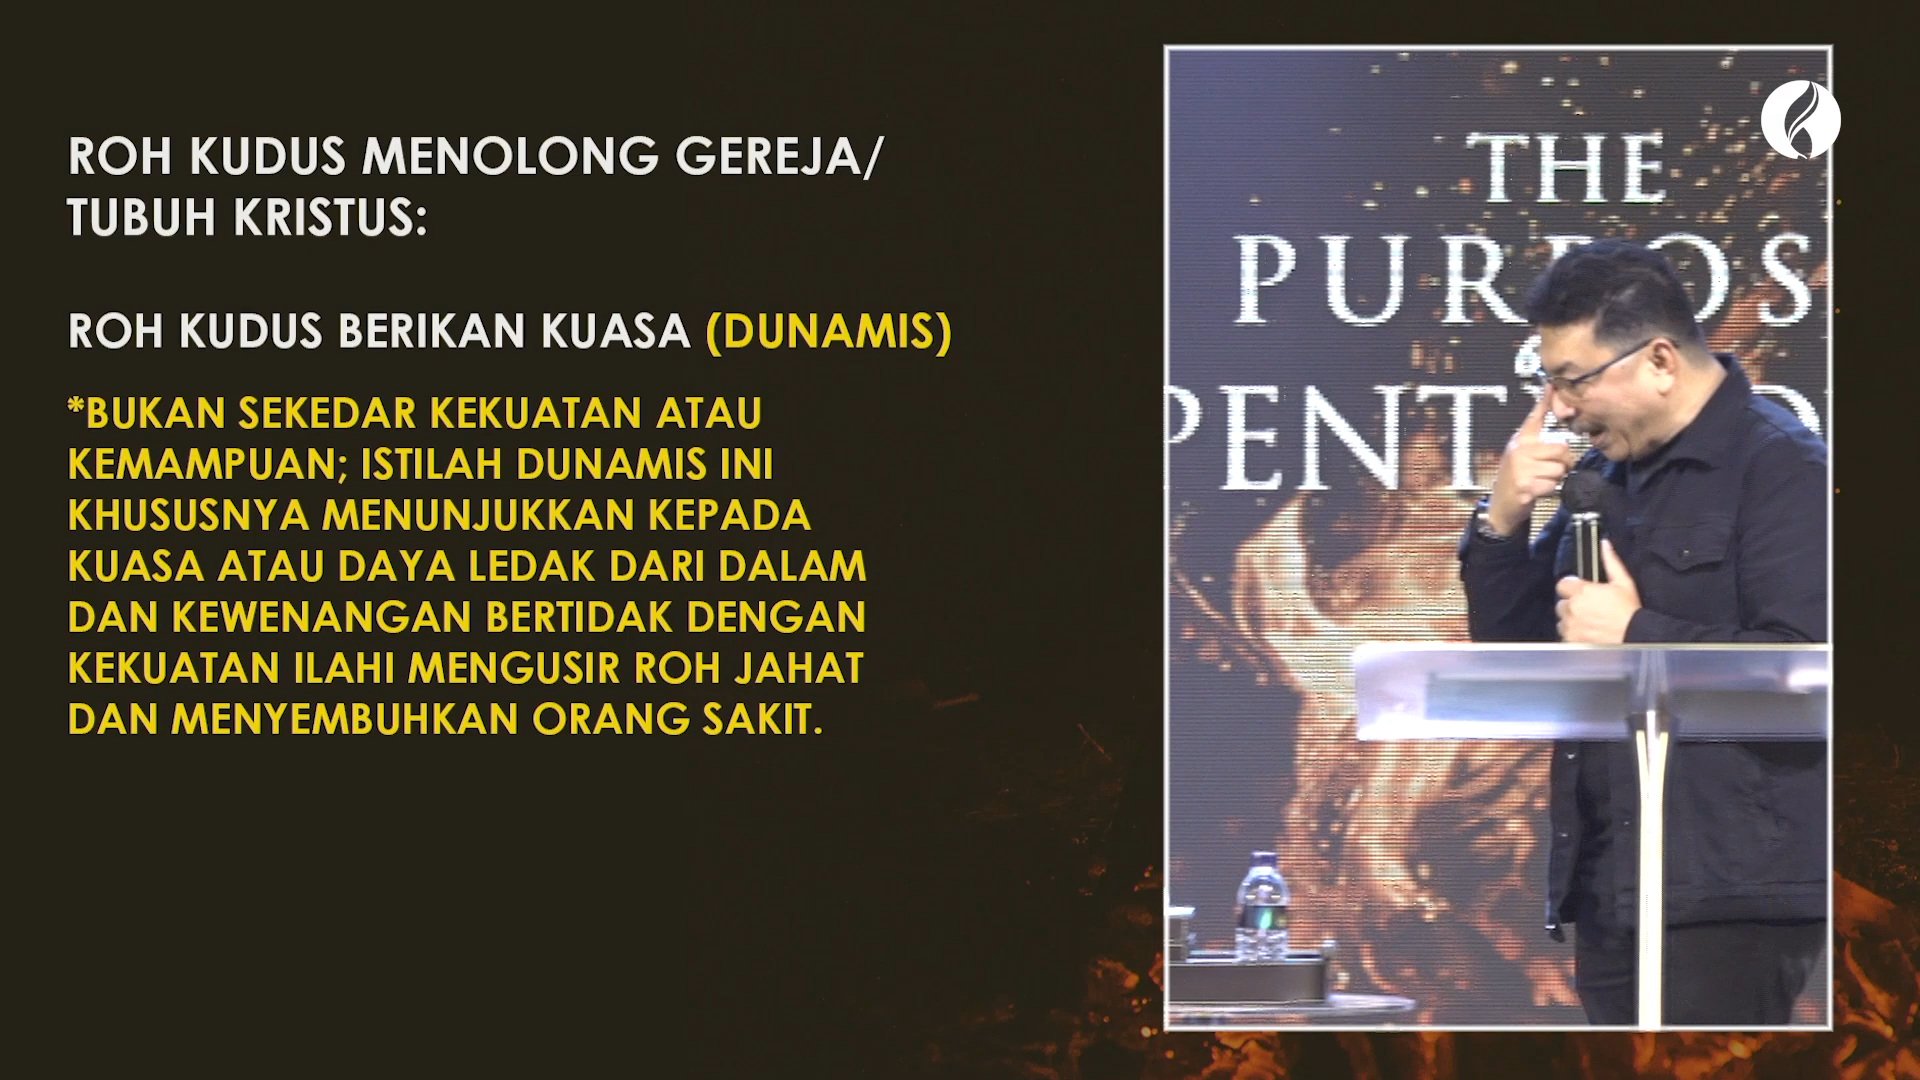 ROH KUDUS MENOLONG GEREJA/
TUBUH KRISTUS:
ROH KUDUS BERIKAN KUASA (DUNAMIS)
*BUKAN SEKEDAR KEKUATAN ATAU
KEMAMPUAN; ISTILAH DUNAMIS INI
KHUSUSNYA MENUNJUKKAN KEPADA
KUASA ATAU DAYA LEDAK DARI DALAM
DAN KEWENANGAN BERTIDAK DENGAN
KEKUATAN ILAHI MENGUSIR ROH JAHAT
DAN MENYEMBUHKAN ORANG SAKIT.
THE